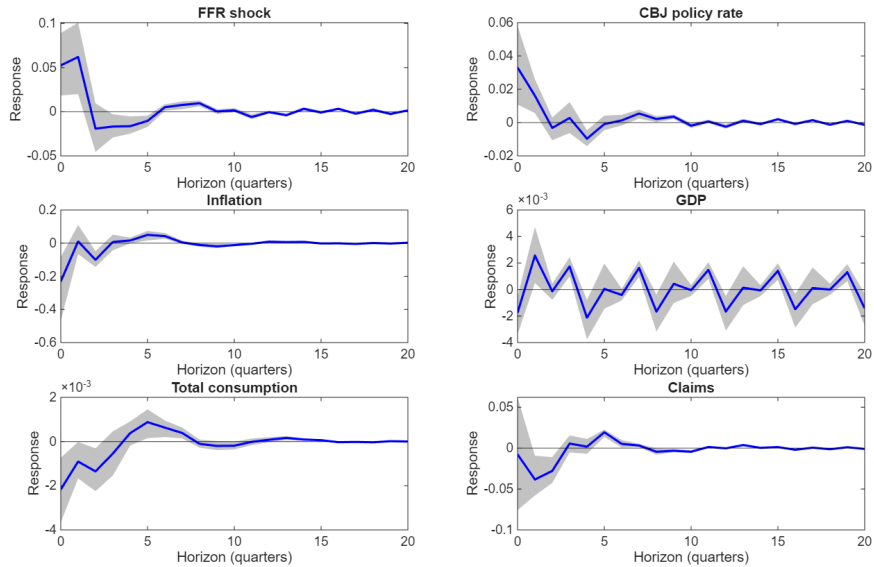 FFR shock
0.1
0.05
0
-0.05
Response
0 5 10 15 20
Horizon (quarters)
CBJ policy rate
0.06
0.04
0.02
0
-0.02
Response
0 5 10 15 20
Horizon (quarters)
Inflation
0.2
0
-0.2
-0.4
-0.6
Response
0 5 10 15 20
Horizon (quarters)
×10⁻³
GDP
6
4
2
0
-2
-4
Response
0 5 10 15 20
Horizon (quarters)
×10⁻³
Total consumption
2
0
-2
-4
Response
0 5 10 15 20
Horizon (quarters)
Claims
0.05
0
-0.05
-0.1
Response
0 5 10 15 20
Horizon (quarters)